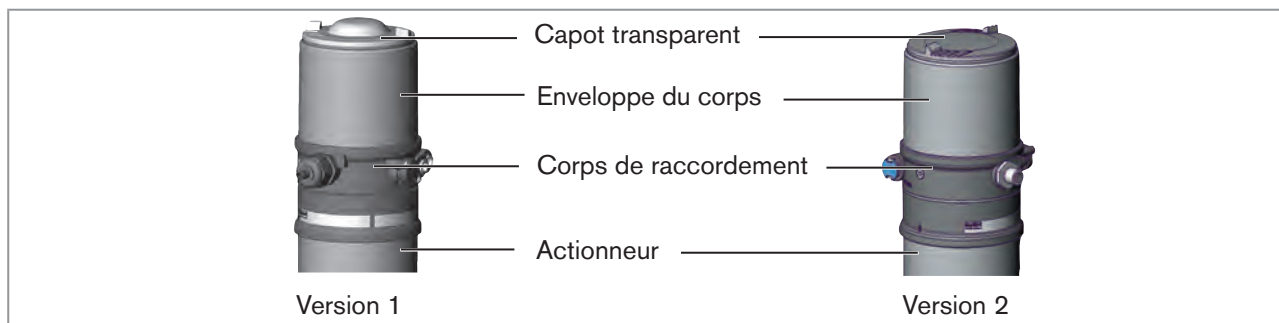 Capot transparent
Enveloppe du corps
Corps de raccordement
Actionneur
Version 1
Version 2